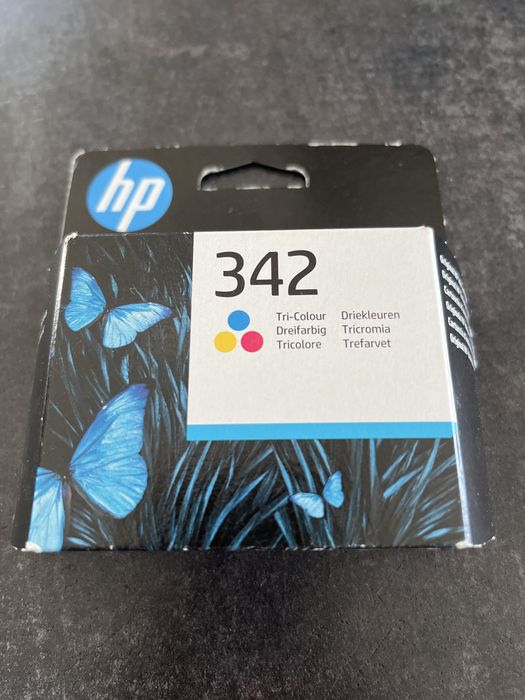 hp
342
Tri-Colour Driekleuren
Dreifarbig Tricromia
Tricolore Trefarvet